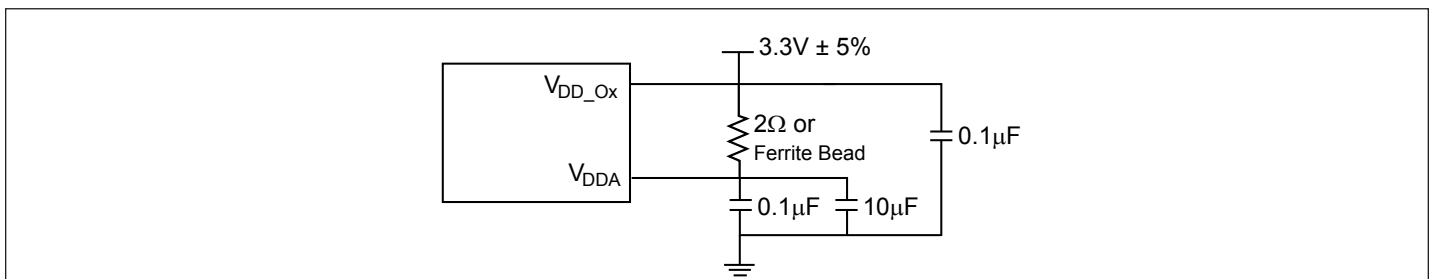 3.3V ± 5%
VDD_Ox
2Ω or
Ferrite Bead
0.1μF
VDDA
0.1μF
10μF